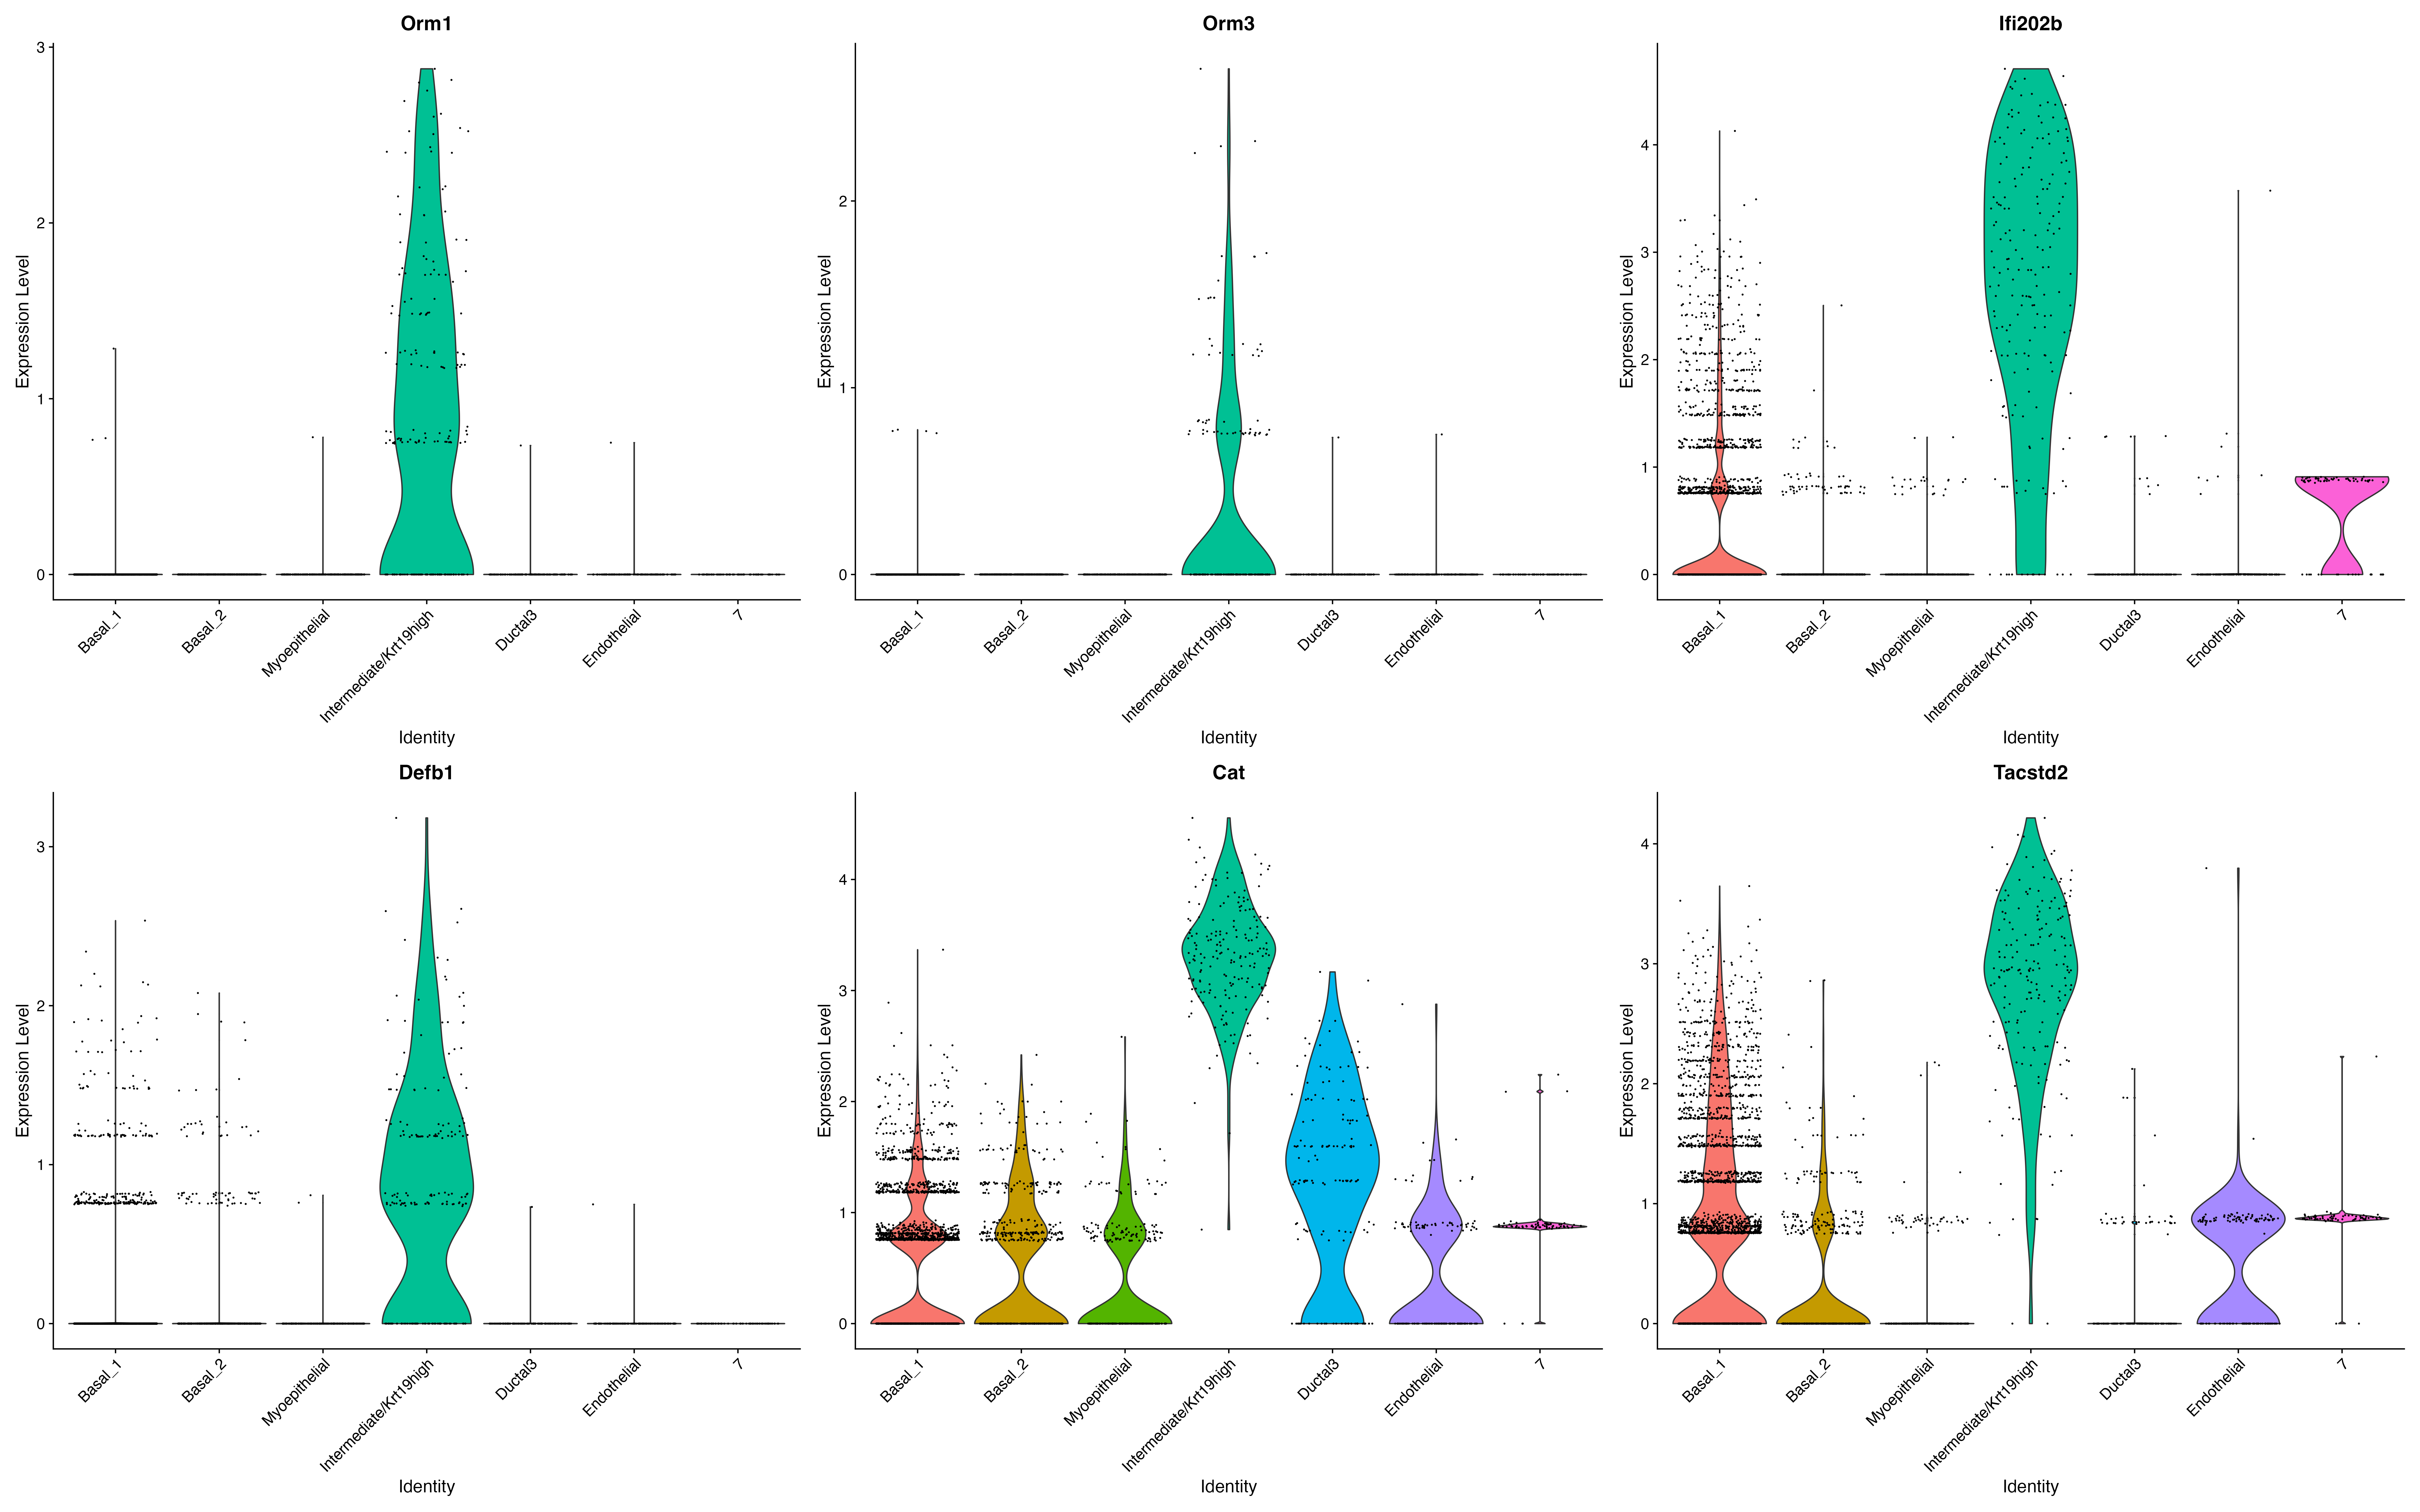 Orm1
Expression Level
3
2
1
0
Basal_1
Basal_2
Myoepithelial
Intermediate/Krt19high
Ductal3
Endothelial
7
Identity
Orm3
Expression Level
2
1
0
Basal_1
Basal_2
Myoepithelial
Intermediate/Krt19high
Ductal3
Endothelial
7
Identity
Ifi202b
Expression Level
4
3
2
1
0
Basal_1
Basal_2
Myoepithelial
Intermediate/Krt19high
Ductal3
Endothelial
7
Identity
Defb1
Expression Level
3
2
1
0
Basal_1
Basal_2
Myoepithelial
Intermediate/Krt19high
Ductal3
Endothelial
7
Identity
Cat
Expression Level
4
3
2
1
0
Basal_1
Basal_2
Myoepithelial
Intermediate/Krt19high
Ductal3
Endothelial
7
Identity
Tacstd2
Expression Level
4
3
2
1
0
Basal_1
Basal_2
Myoepithelial
Intermediate/Krt19high
Ductal3
Endothelial
7
Identity